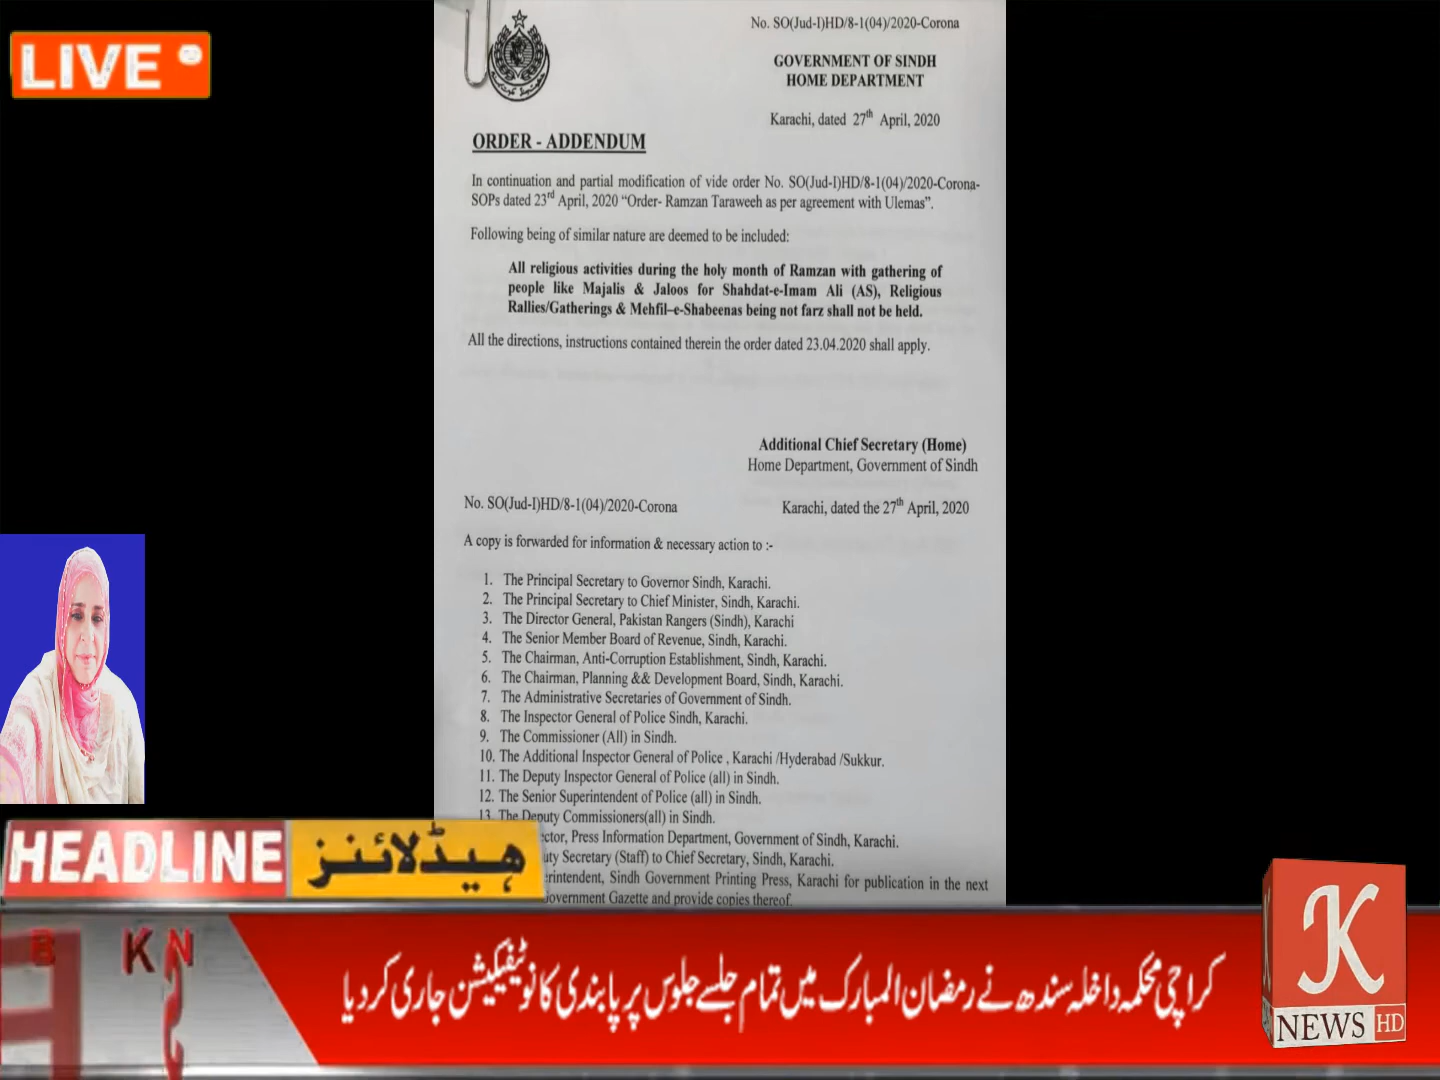 LIVE
No. SO(Jud-I)HD/8-1(04)/2020-Corona
GOVERNMENT OF SINDH
HOME DEPARTMENT
Karachi, dated 27th April, 2020
ORDER - ADDENDUM
In continuation and partial modification of vide order No. SO(Jud-I)HD/8-1(04)/2020-Corona-
SOPs dated 23rd April, 2020 “Order- Ramzan Taraweeh as per agreement with Ulemas”.
Following being of similar nature are deemed to be included:
All religious activities during the holy month of Ramzan with gathering of
people like Majalis & Jaloos for Shahdat-e-Imam Ali (AS), Religious
Rallies/Gatherings & Mehfil–e-Shabeenas being not farz shall not be held.
All the directions, instructions contained therein the order dated 23.04.2020 shall apply.
Additional Chief Secretary (Home)
Home Department, Government of Sindh
No. SO(Jud-I)HD/8-1(04)/2020-Corona
Karachi, dated the 27th April, 2020
A copy is forwarded for information & necessary action to :-
1. The Principal Secretary to Governor Sindh, Karachi.
2. The Principal Secretary to Chief Minister, Sindh, Karachi.
3. The Director General, Pakistan Rangers (Sindh), Karachi
4. The Senior Member Board of Revenue, Sindh, Karachi.
5. The Chairman, Anti-Corruption Establishment, Sindh, Karachi.
6. The Chairman, Planning && Development Board, Sindh, Karachi.
7. The Administrative Secretaries of Government of Sindh.
8. The Inspector General of Police Sindh, Karachi.
9. The Commissioner (All) in Sindh.
10. The Additional Inspector General of Police , Karachi /Hyderabad /Sukkur.
11. The Deputy Inspector General of Police (all) in Sindh.
12. The Senior Superintendent of Police (all) in Sindh.
13. The Deputy Commissioners(all) in Sindh.
ctor, Press Information Department, Government of Sindh, Karachi.
uty Secretary (Staff) to Chief Secretary, Sindh, Karachi.
rintendent, Sindh Government Printing Press, Karachi for publication in the next
Government Gazette and provide copies thereof.
HEADLINE ہیڈلائنز
B K N
کراچی محکمہ داخلہ سندھ نے رمضان المبارک میں تمام جلسے جلوس پر پابندی کا نوٹیفیکیشن جاری کردیا
K
NEWS HD